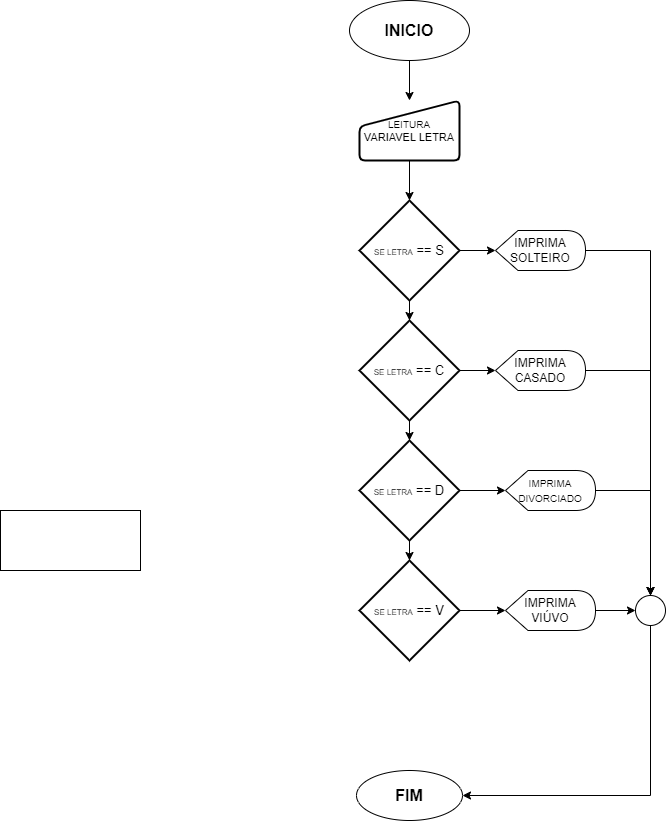 INICIO
LEITURA
VARIAVEL LETRA
SE LETRA == S
IMPRIMA
SOLTEIRO
SE LETRA == C
IMPRIMA
CASADO
SE LETRA == D
IMPRIMA
DIVORCIADO
SE LETRA == V
IMPRIMA
VIÚVO
FIM